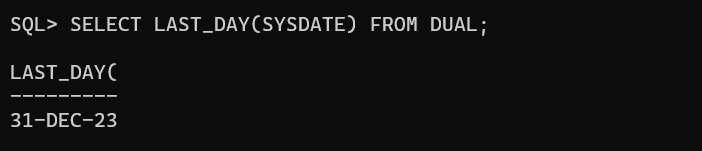 SQL> SELECT LAST_DAY(SYSDATE) FROM DUAL;
LAST_DAY(
---------
31-DEC-23